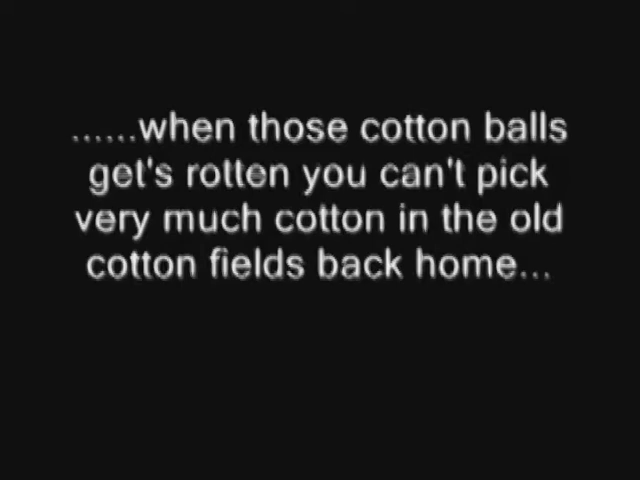 ......when those cotton balls
get's rotten you can't pick
very much cotton in the old
cotton fields back home...